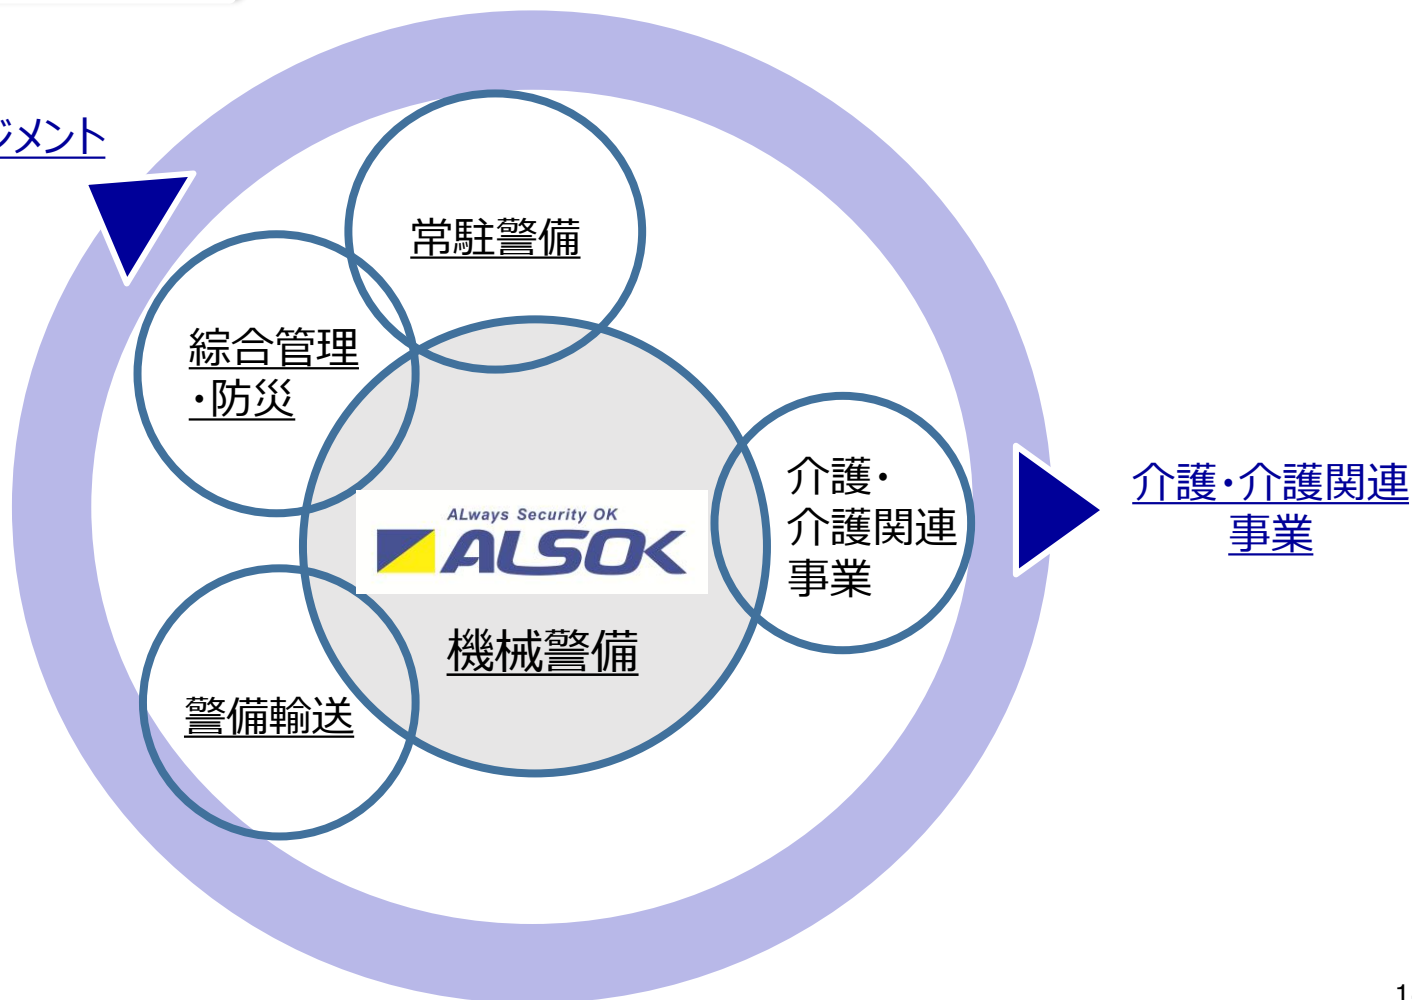 ジメント
常駐警備
綜合管理
・防災
ALways Security OK
ALSOK
機械警備
介護・
介護関連
事業
警備輸送
介護・介護関連
事業
1